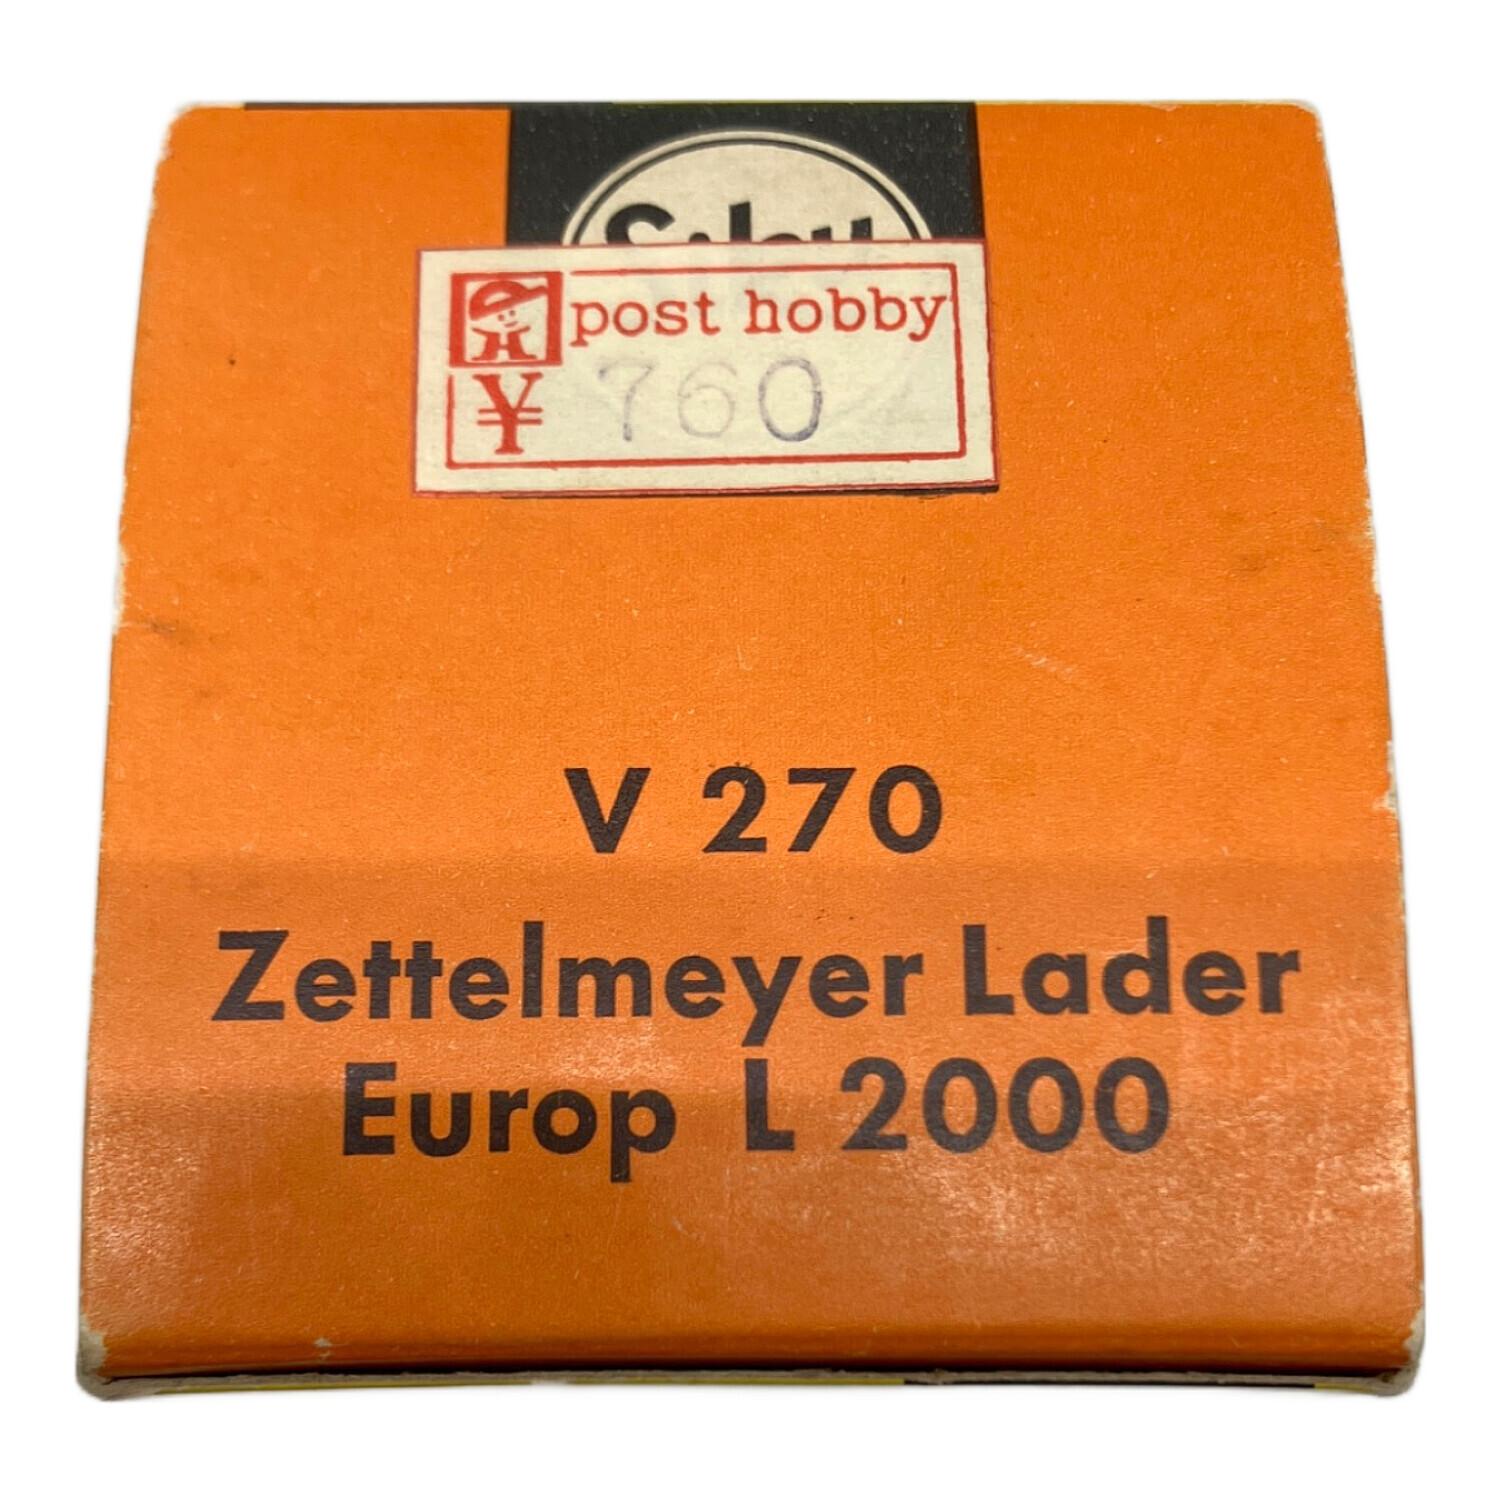 post hobby
¥ 760
V 270
Zettelmeyer Lader
Europ L 2000